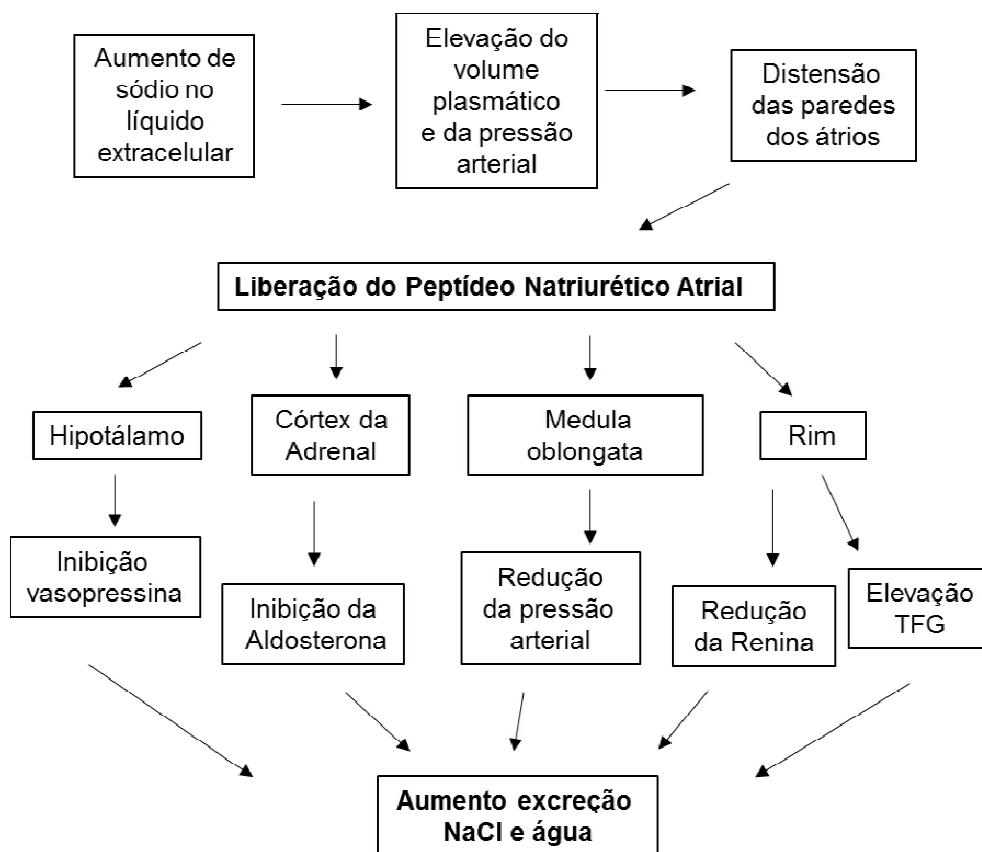 Aumento de
sódio no
líquido
extracelular
Elevação do
volume
plasmático
e da pressão
arterial
Distensão
das paredes
dos átrios
Liberação do Peptídeo Natriurético Atrial
Hipotálamo
Córtex da
Adrenal
Medula
oblongata
Rim
Inibição
vasopressina
Inibição da
Aldosterona
Redução
da pressão
arterial
Redução
da Renina
Elevação
TFG
Aumento excreção
NaCl e água